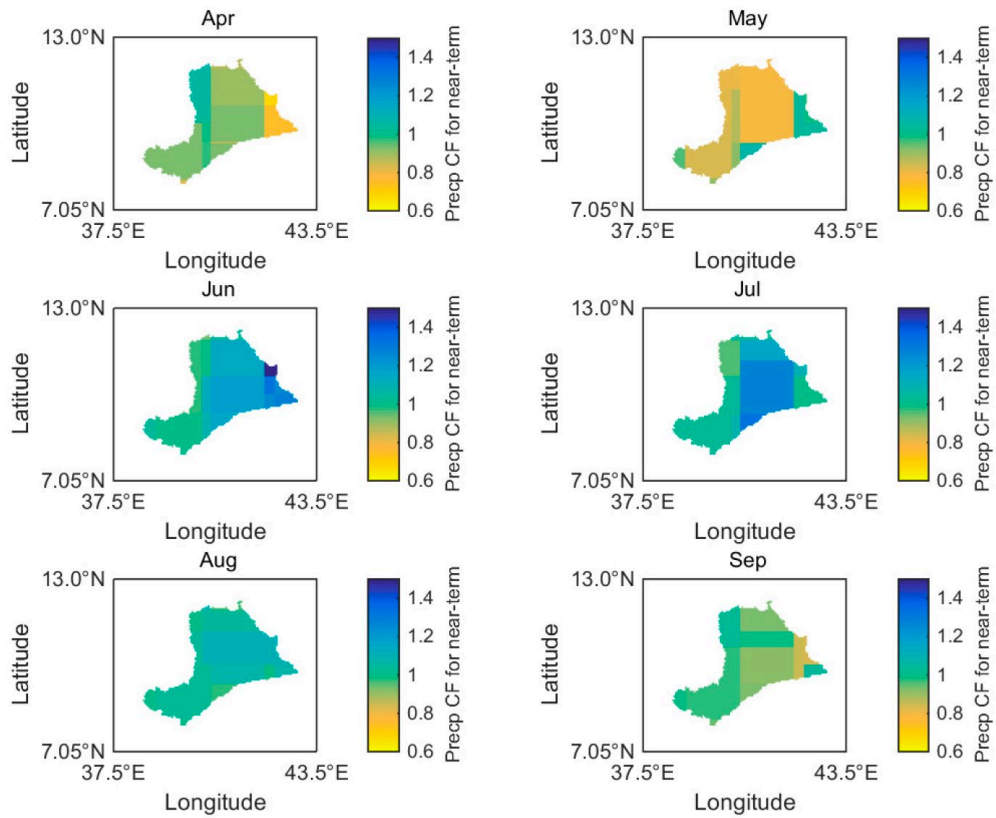 Apr
13.0°N
Latitude
7.05°N
37.5°E
43.5°E
Longitude
1.4
1.2
1
0.8
0.6
Precp CF for near-term
May
13.0°N
Latitude
7.05°N
37.5°E
43.5°E
Longitude
1.4
1.2
1
0.8
0.6
Precp CF for near-term
Jun
13.0°N
Latitude
7.05°N
37.5°E
43.5°E
Longitude
1.4
1.2
1
0.8
0.6
Precp CF for near-term
Jul
13.0°N
Latitude
7.05°N
37.5°E
43.5°E
Longitude
1.4
1.2
1
0.8
0.6
Precp CF for near-term
Aug
13.0°N
Latitude
7.05°N
37.5°E
43.5°E
Longitude
1.4
1.2
1
0.8
0.6
Precp CF for near-term
Sep
13.0°N
Latitude
7.05°N
37.5°E
43.5°E
Longitude
1.4
1.2
1
0.8
0.6
Precp CF for near-term